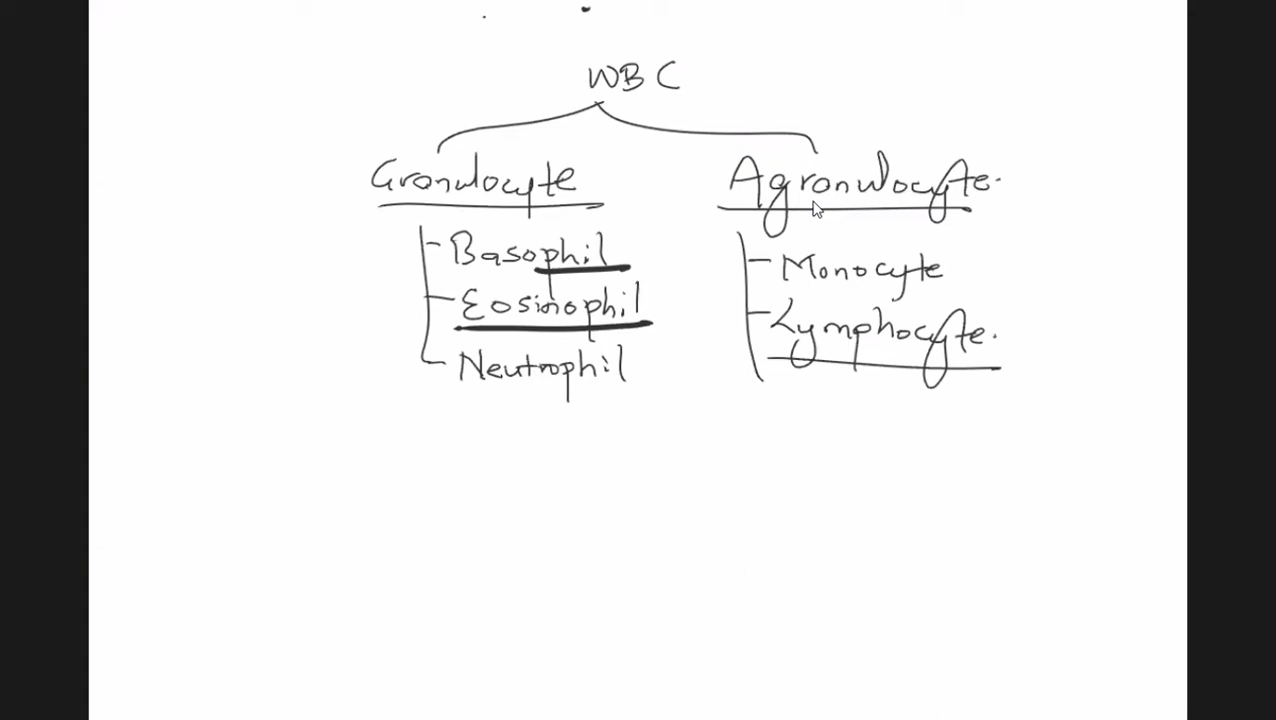 WBC
Granulocyte
Agranulocyte.
Basophil
Monocyte
Eosinophil
Lymphocyte.
Neutrophil